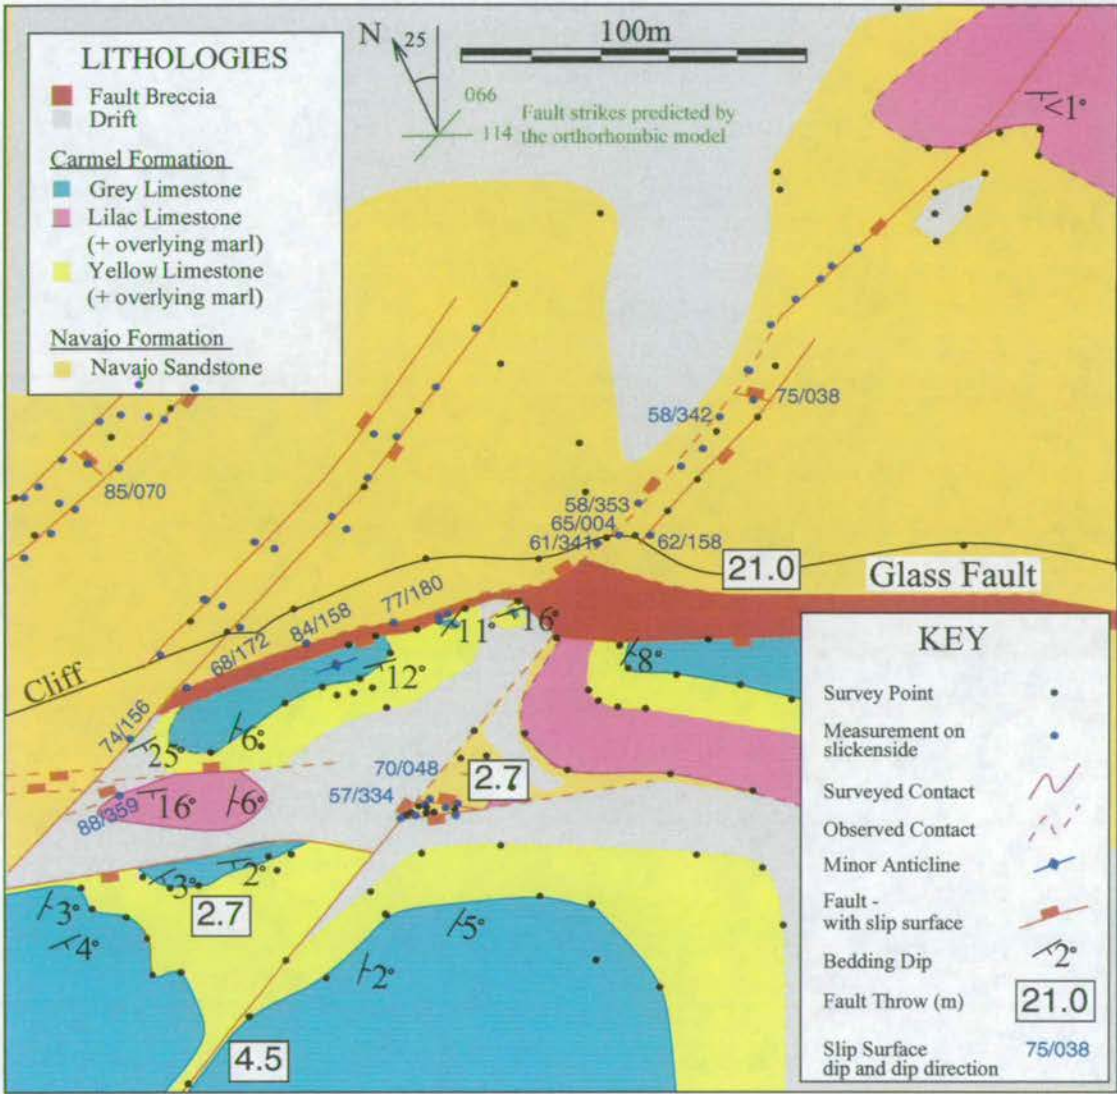 LITHOLOGIES
Fault Breccia
Drift
Carmel Formation
Grey Limestone
Lilac Limestone
(+ overlying marl)
Yellow Limestone
(+ overlying marl)
Navajo Formation
Navajo Sandstone
N
25
100m
066
114
Fault strikes predicted by
the orthorhombic model
<1°
75/038
58/342
85/070
58/353
65/004
61/341
62/158
21.0
Glass Fault
77/180
84/158
68/172
11°
16°
Cliff
12°
8°
74/156
25°
6°
70/048
2.7
57/334
88/359
16°
6°
3°
2°
2.7
3°
4°
5°
2°
4.5
KEY
Survey Point
Measurement on
slickenside
Surveyed Contact
Observed Contact
Minor Anticline
Fault -
with slip surface
Bedding Dip
2°
Fault Throw (m)
21.0
Slip Surface
dip and dip direction
75/038